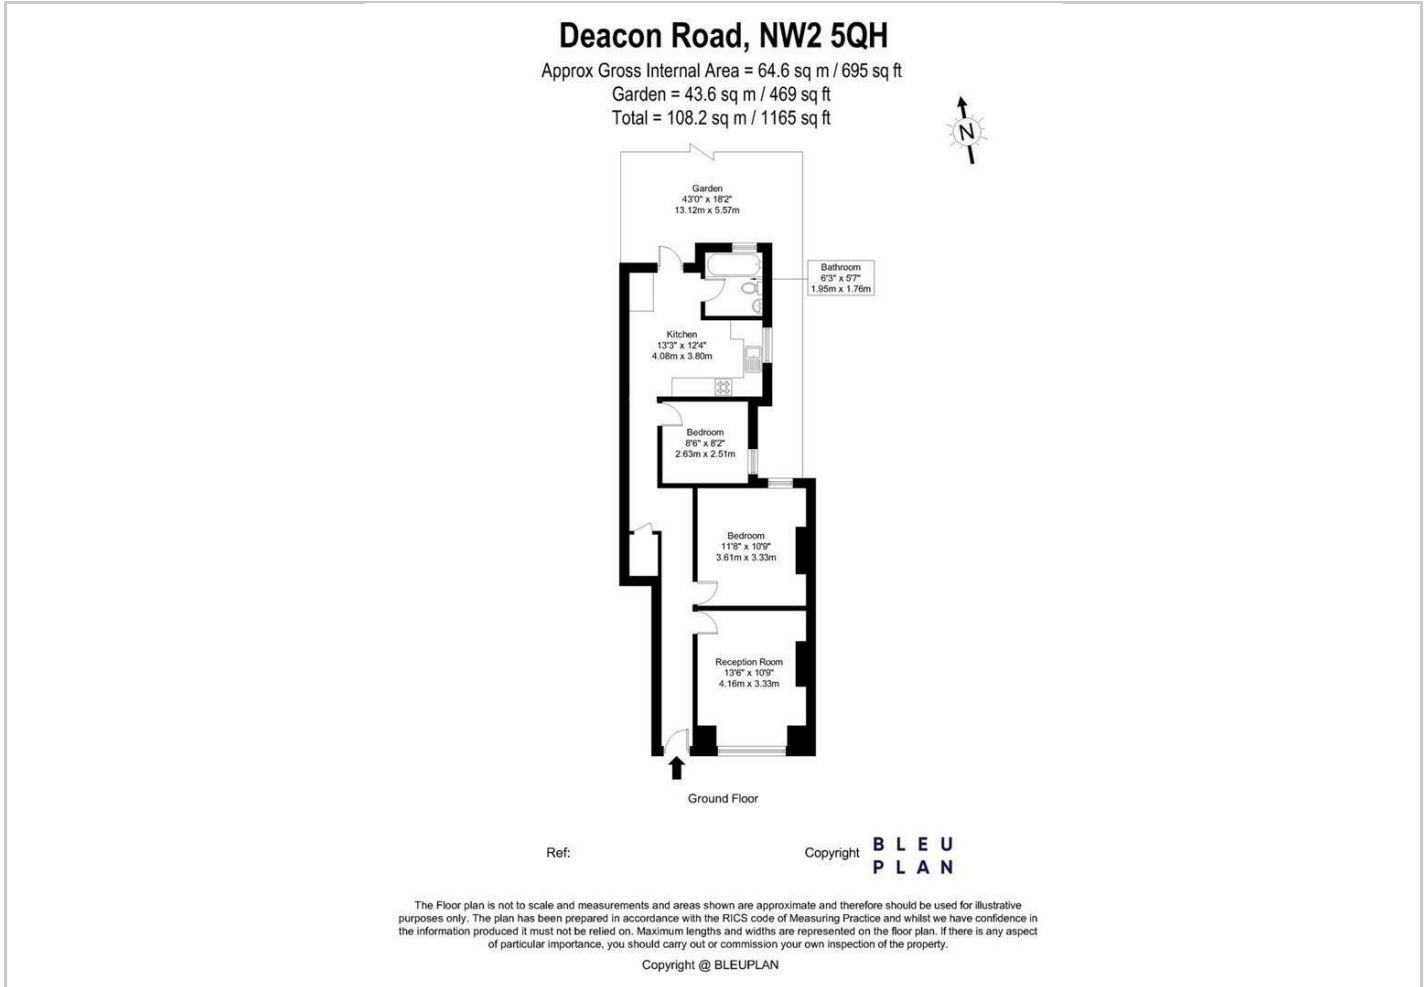 Deacon Road, NW2 5QH
Approx Gross Internal Area = 64.6 sq m / 695 sq ft
Garden = 43.6 sq m / 469 sq ft
Total = 108.2 sq m / 1165 sq ft
N
Garden
43'0" x 18'2"
13.12m x 5.57m
Bathroom
6'3" x 5'7"
1.95m x 1.76m
Kitchen
13'3" x 12'4"
4.08m x 3.80m
Bedroom
8'6" x 8'2"
2.63m x 2.51m
Bedroom
11'8" x 10'9"
3.61m x 3.33m
Reception Room
13'6" x 10'9"
4.16m x 3.33m
Ground Floor
Ref:
Copyright
BLEU
PLAN
The Floor plan is not to scale and measurements and areas shown are approximate and therefore should be used for illustrative
purposes only. The plan has been prepared in accordance with the RICS code of Measuring Practice and whilst we have confidence in
the information produced it must not be relied on. Maximum lengths and widths are represented on the floor plan. If there is any aspect
of particular importance, you should carry out or commission your own inspection of the property.
Copyright @ BLEUPLAN